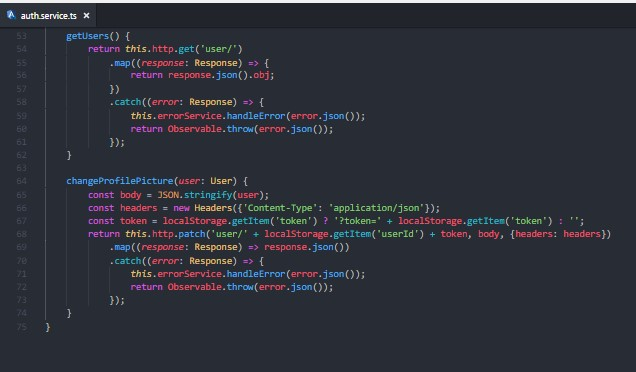 auth.service.ts ×
53 getUsers() {
54 return this.http.get('user/')
55 .map((response: Response) => {
56 return response.json().obj;
57 })
58 .catch((error: Response) => {
59 this.errorService.handleError(error.json());
60 return Observable.throw(error.json());
61 });
62 }
63
64 changeProfilePicture(user: User) {
65 const body = JSON.stringify(user);
66 const headers = new Headers({'Content-Type': 'application/json'});
67 const token = localStorage.getItem('token') ? '?token=' + localStorage.getItem('token') : '';
68 return this.http.patch('user/' + localStorage.getItem('userId') + token, body, {headers: headers})
69 .map((response: Response) => response.json())
70 .catch((error: Response) => {
71 this.errorService.handleError(error.json());
72 return Observable.throw(error.json());
73 });
74 }
75 }